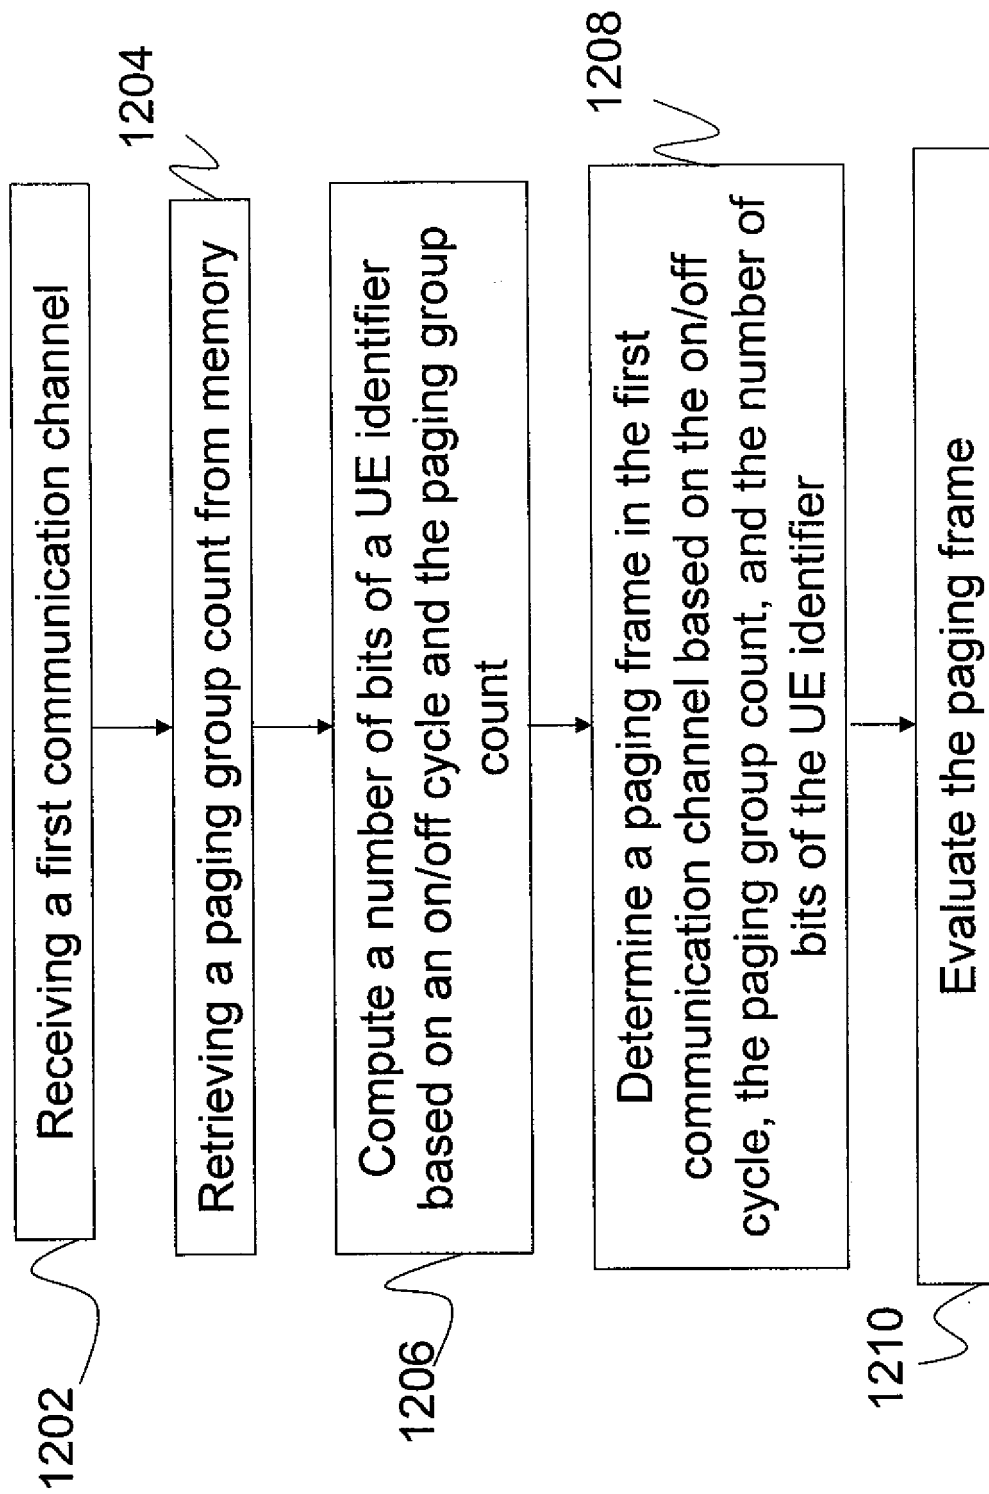 1202
Receiving a first communication channel
1204
Retrieving a paging group count from memory
1206
Compute a number of bits of a UE identifier
based on an on/off cycle and the paging group
count
1208
Determine a paging frame in the first
communication channel based on the on/off
cycle, the paging group count, and the number of
bits of the UE identifier
1210
Evaluate the paging frame